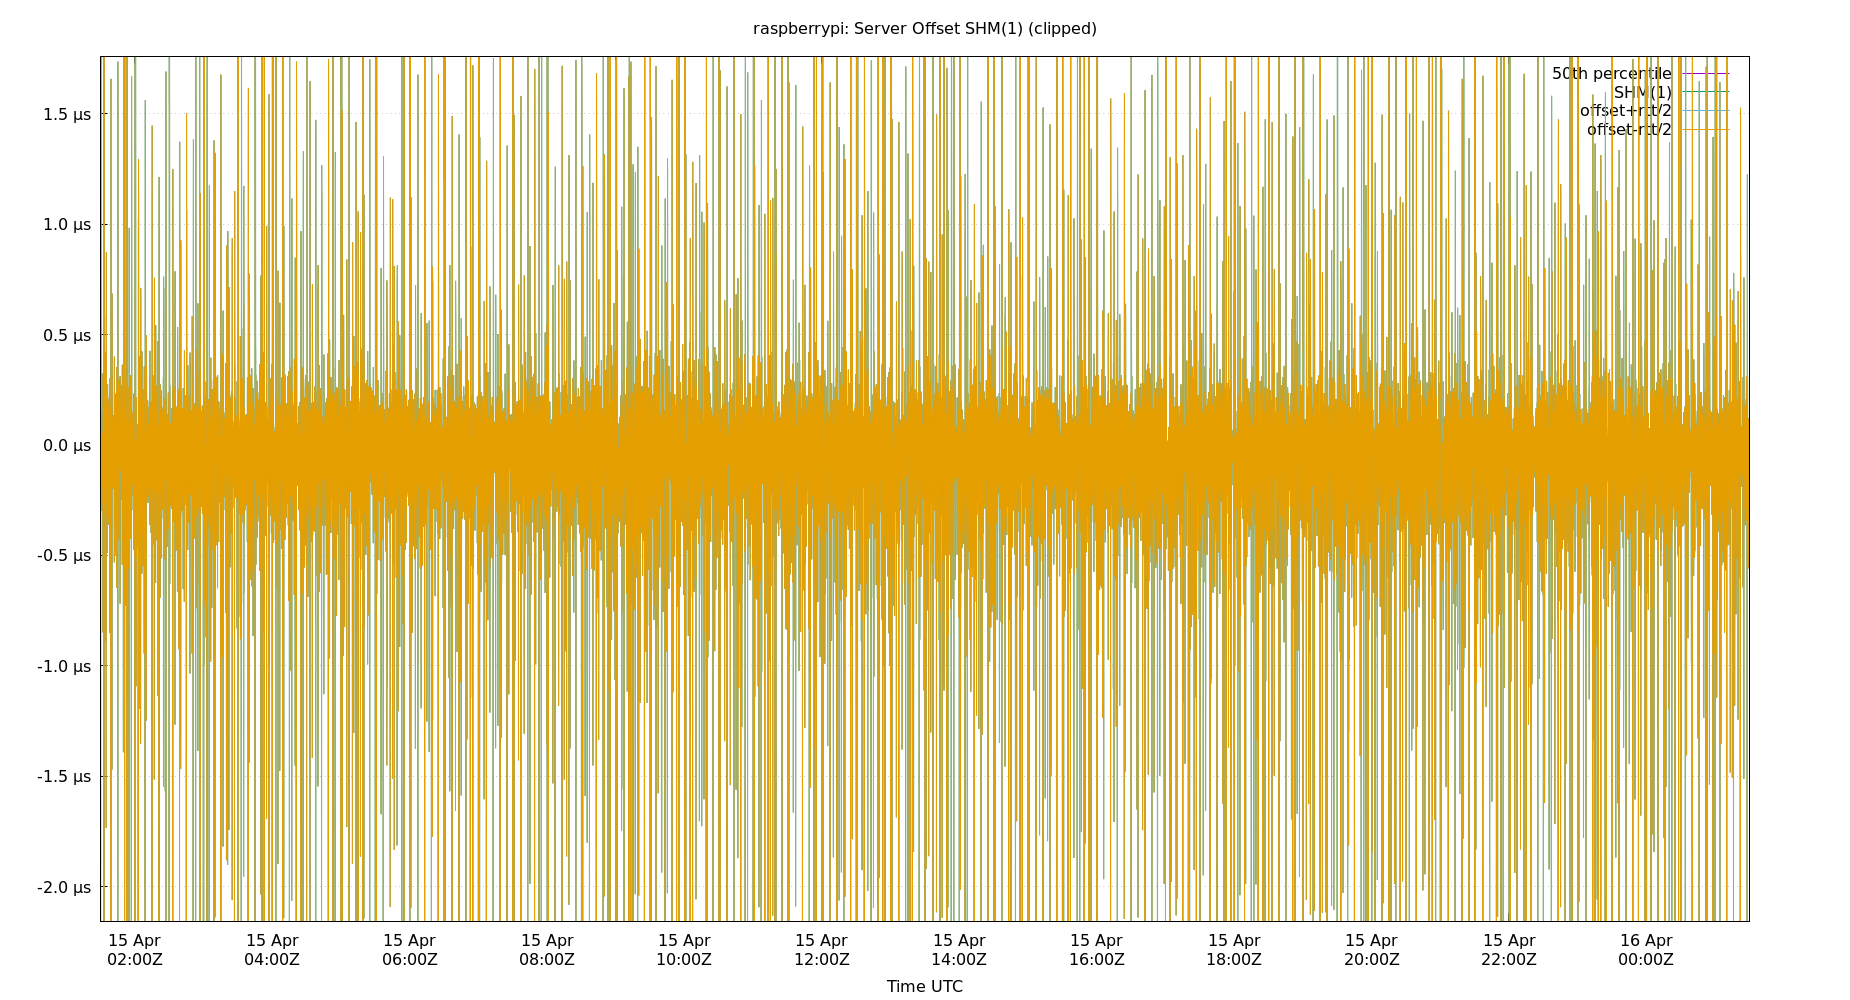 raspberrypi: Server Offset SHM(1) (clipped)
50th percentile
SHM(1)
offset+rtt/2
offset-rtt/2
1.5 µs
1.0 µs
0.5 µs
0.0 µs
-0.5 µs
-1.0 µs
-1.5 µs
-2.0 µs
15 Apr 15 Apr 15 Apr 15 Apr 15 Apr 15 Apr 15 Apr 15 Apr 15 Apr 15 Apr 15 Apr 16 Apr
02:00Z 04:00Z 06:00Z 08:00Z 10:00Z 12:00Z 14:00Z 16:00Z 18:00Z 20:00Z 22:00Z 00:00Z
Time UTC